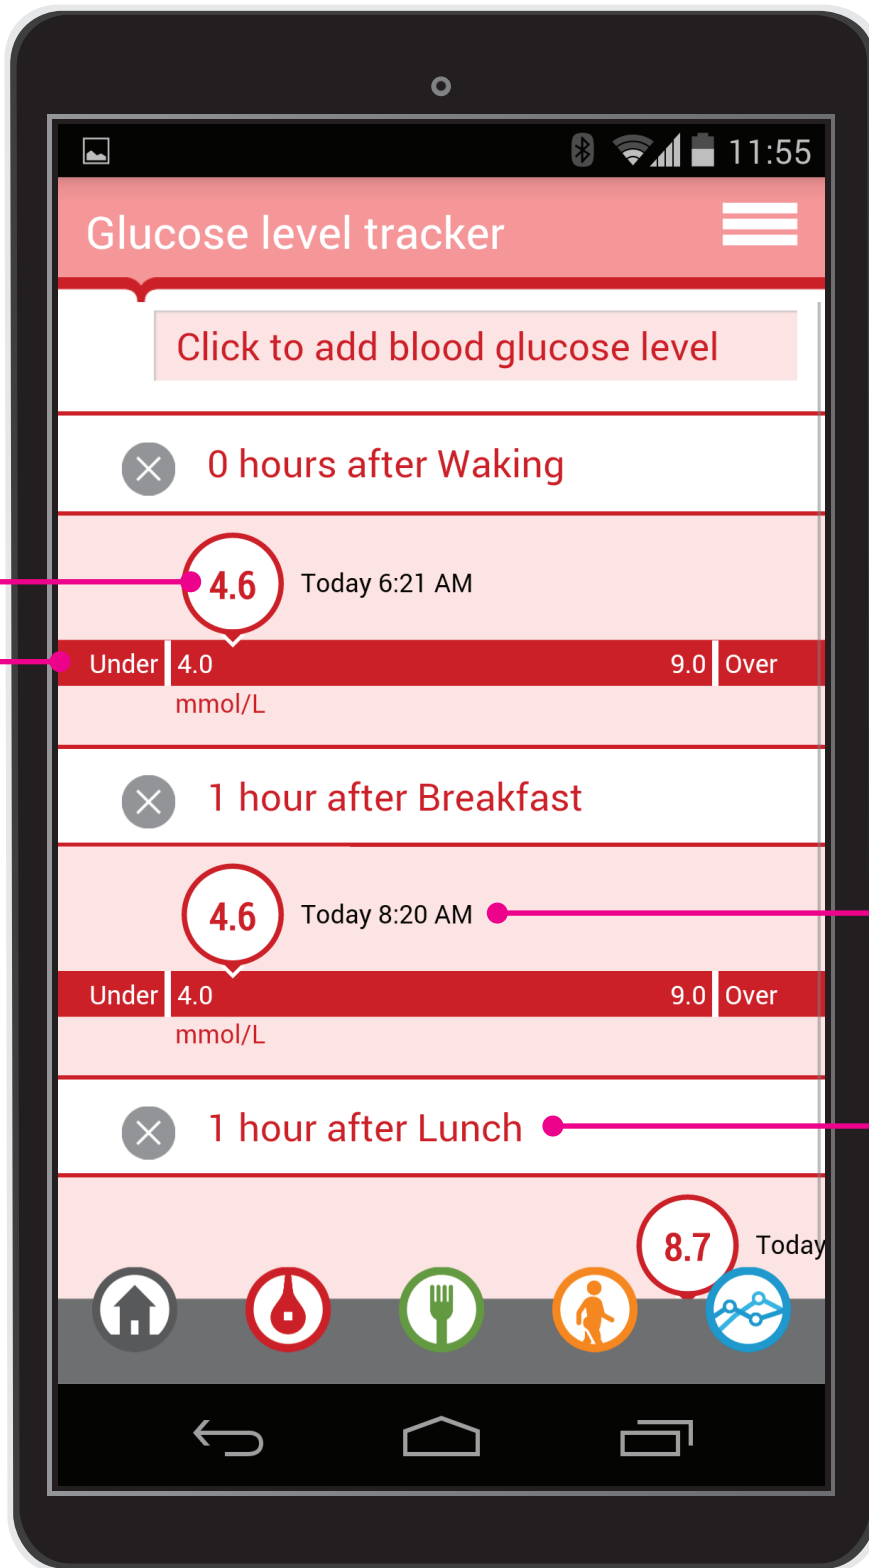 11:55
Glucose level tracker
Click to add blood glucose level
0 hours after Waking
4.6 Today 6:21 AM
Under 4.0 9.0 Over
mmol/L
1 hour after Breakfast
4.6 Today 8:20 AM
Under 4.0 9.0 Over
mmol/L
1 hour after Lunch
8.7 Today